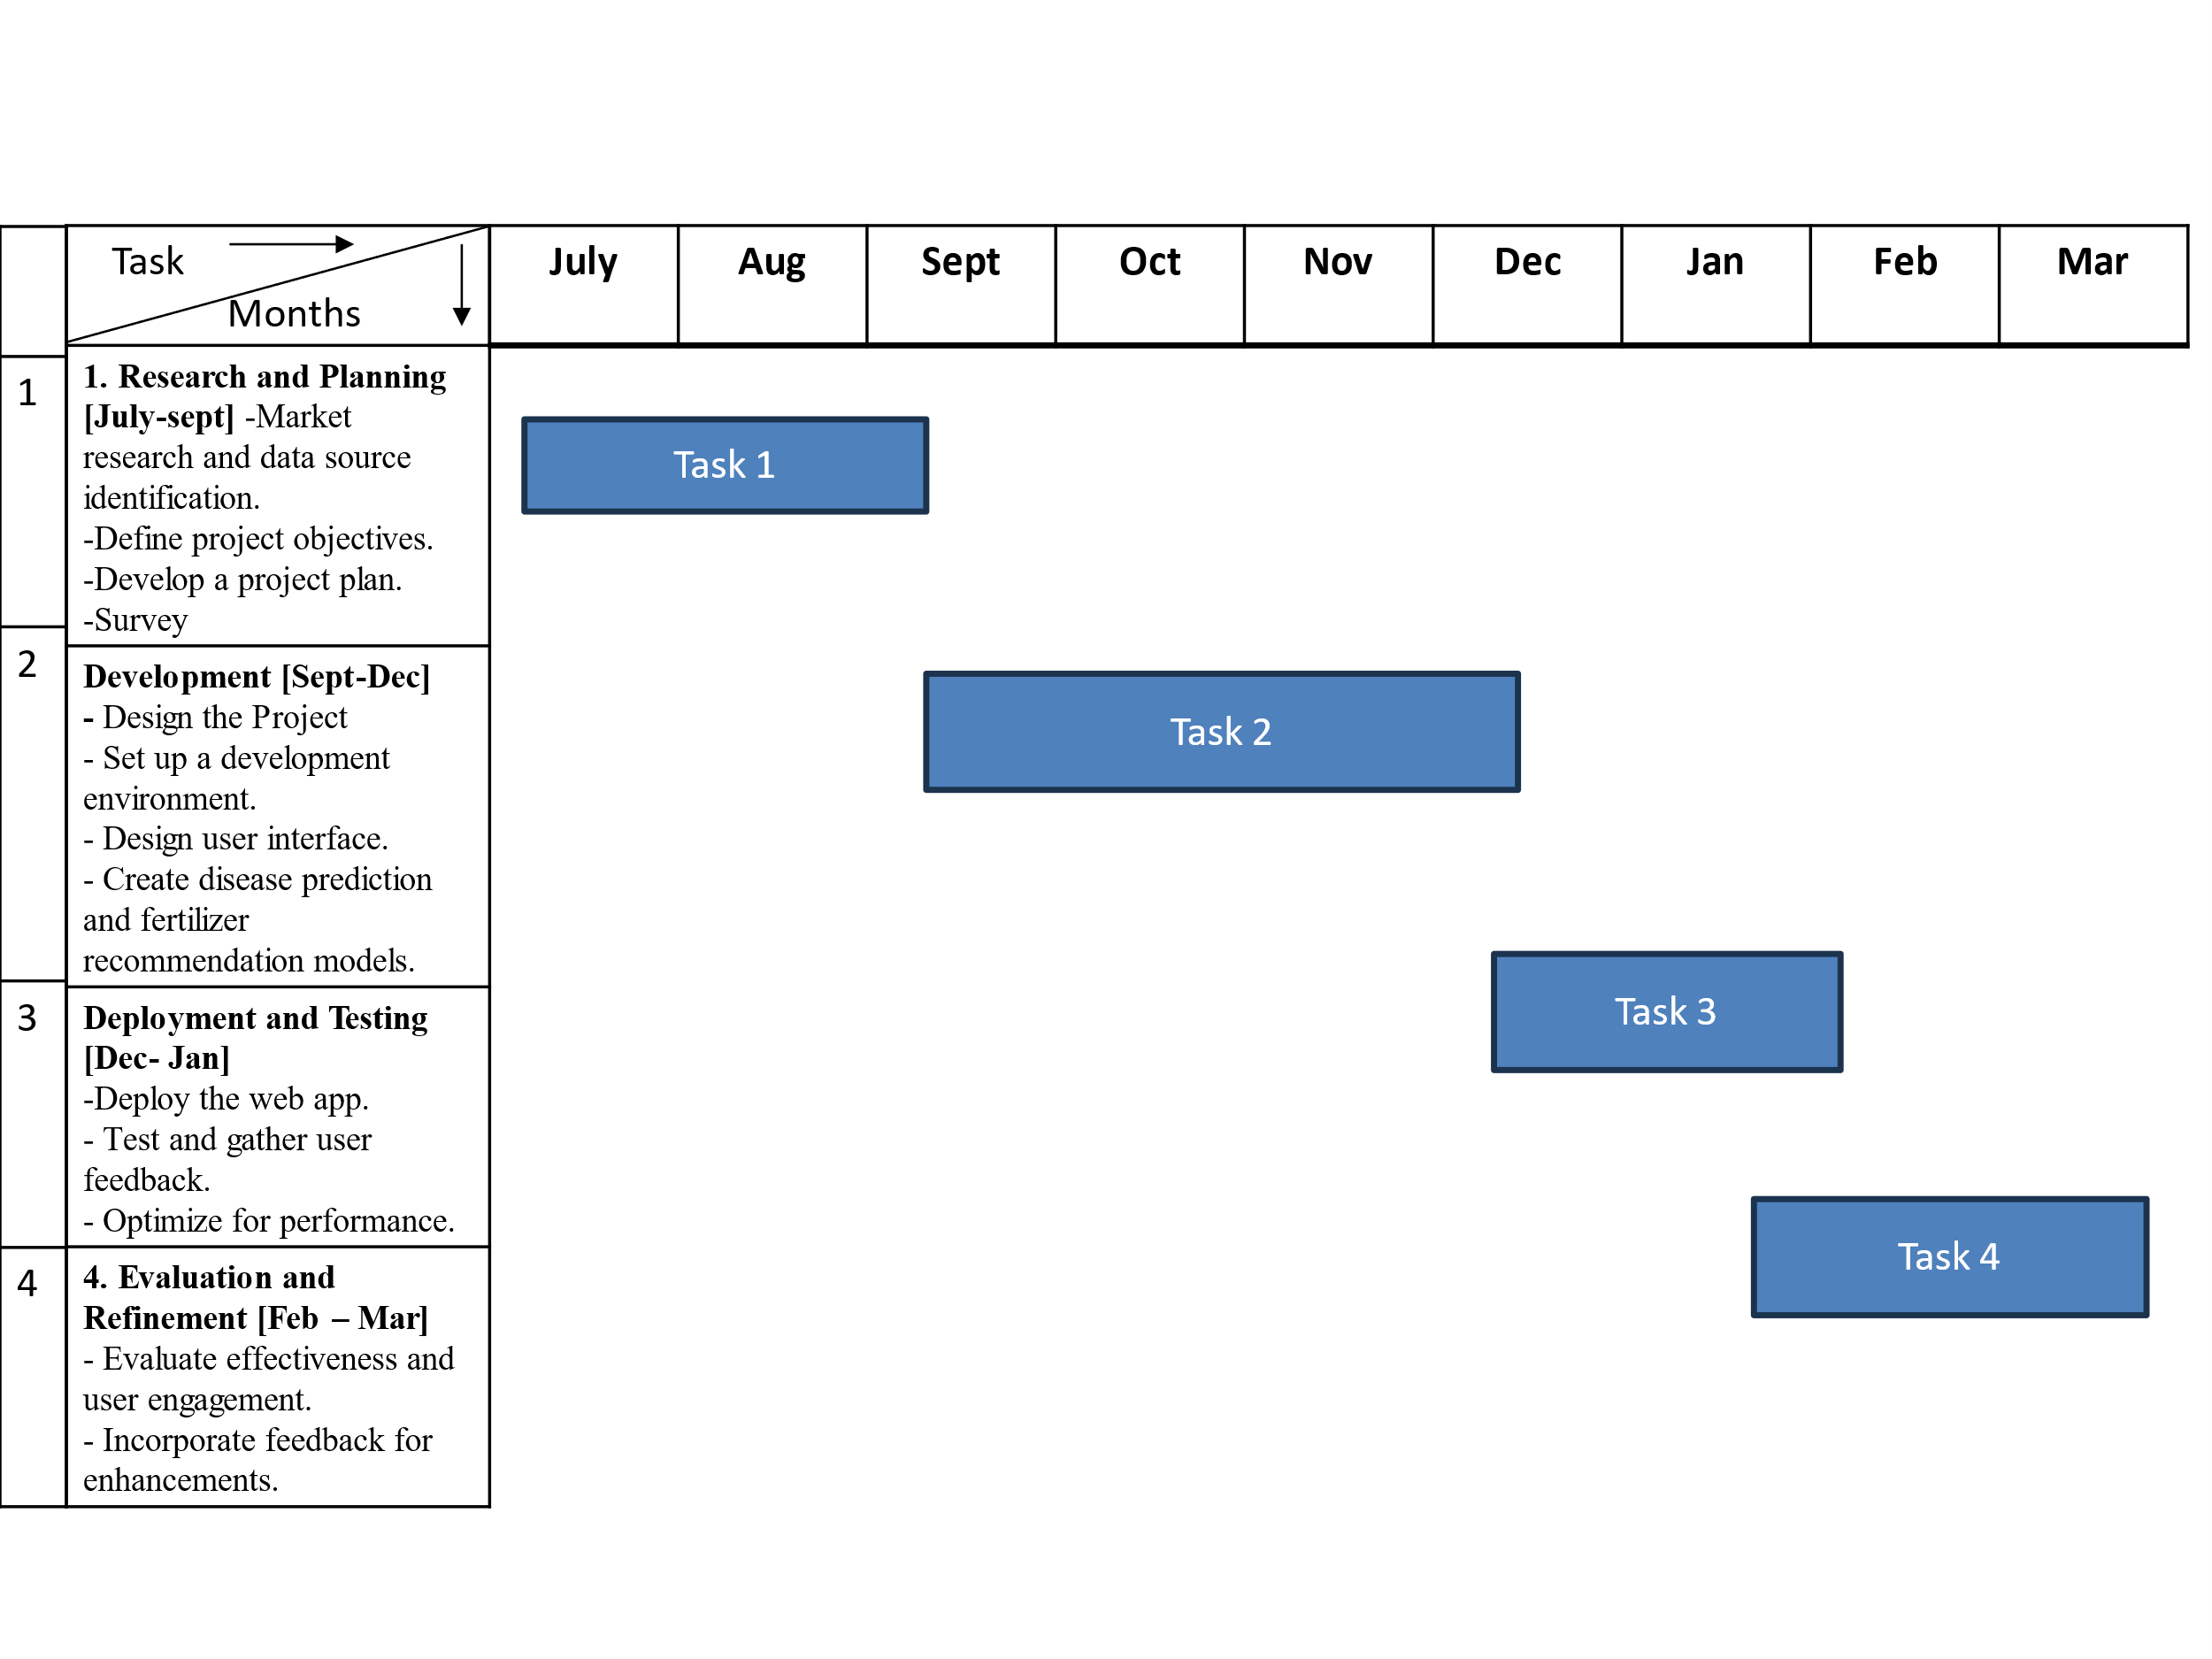 Task
Months
July Aug Sept Oct Nov Dec Jan Feb Mar
1
1. Research and Planning
[July-sept] -Market
research and data source
identification.
-Define project objectives.
-Develop a project plan.
-Survey
Task 1
2
Development [Sept-Dec]
- Design the Project
- Set up a development
environment.
- Design user interface.
- Create disease prediction
and fertilizer
recommendation models.
Task 2
3
Deployment and Testing
[Dec- Jan]
-Deploy the web app.
- Test and gather user
feedback.
- Optimize for performance.
Task 3
4
4. Evaluation and
Refinement [Feb – Mar]
- Evaluate effectiveness and
user engagement.
- Incorporate feedback for
enhancements.
Task 4